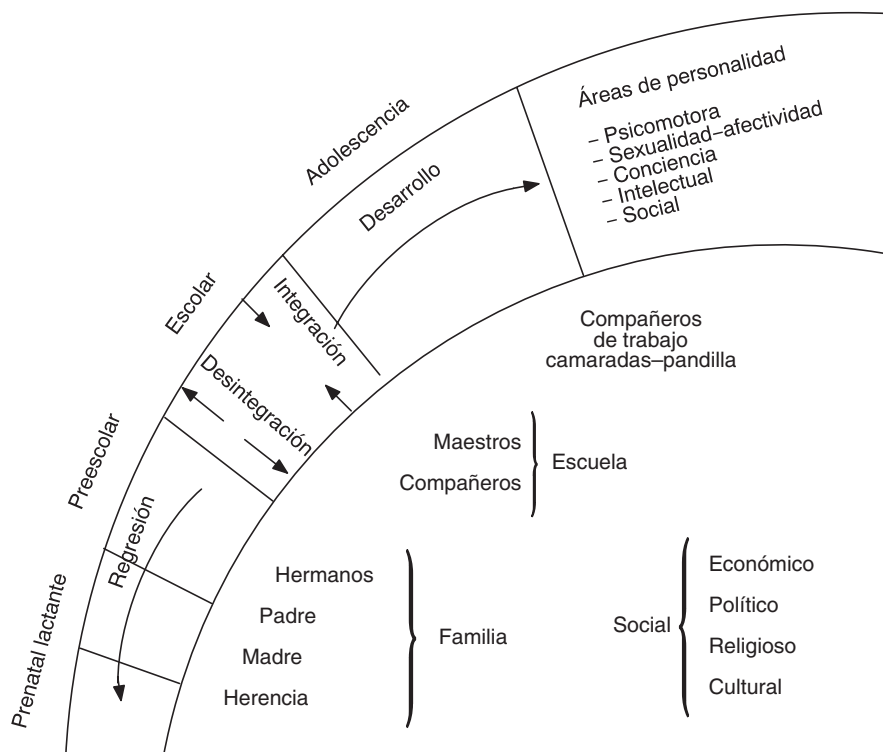 Adolescencia
Áreas de personalidad
– Psicomotora
– Sexualidad–afectividad
– Conciencia
– Intelectual
– Social
Desarrollo
Escolar
Integración
Desintegración
Preescolar
Regresión
Prenatal lactante
Compañeros
de trabajo
camaradas–pandilla
Maestros
Compañeros
Escuela
Hermanos
Padre
Madre
Herencia
Familia
Social
Económico
Político
Religioso
Cultural